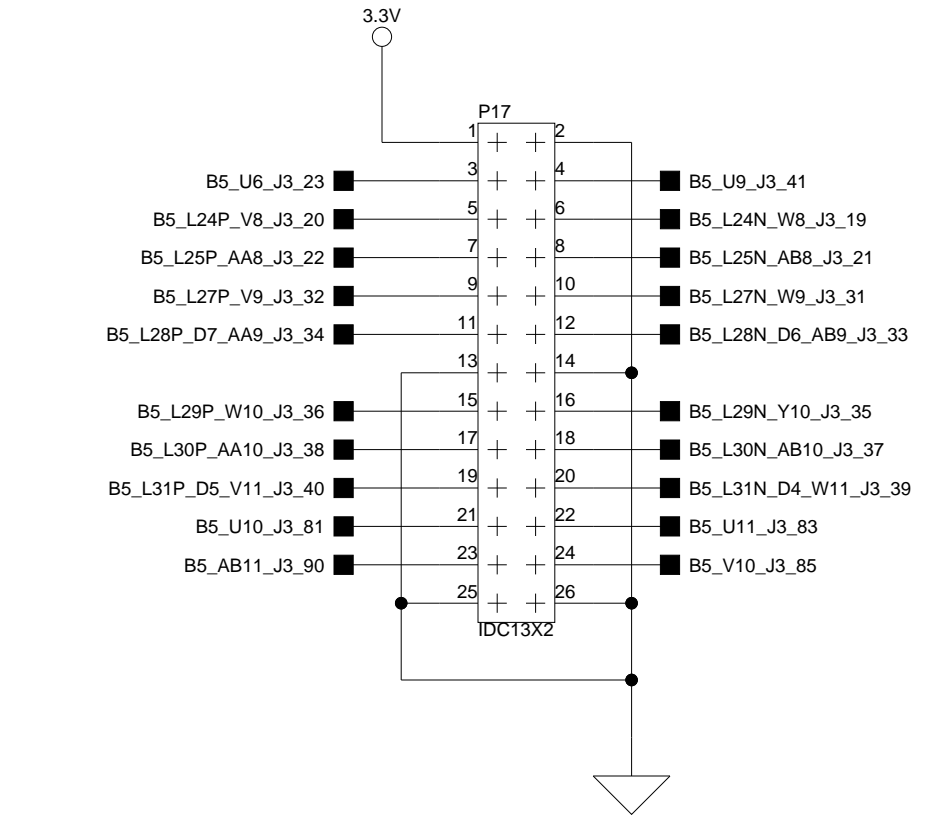 3.3V
P17
1 2
B5_U6_J3_23 3 4 B5_U9_J3_41
B5_L24P_V8_J3_20 5 6 B5_L24N_W8_J3_19
B5_L25P_AA8_J3_22 7 8 B5_L25N_AB8_J3_21
B5_L27P_V9_J3_32 9 10 B5_L27N_W9_J3_31
B5_L28P_D7_AA9_J3_34 11 12 B5_L28N_D6_AB9_J3_33
13 14
B5_L29P_W10_J3_36 15 16 B5_L29N_Y10_J3_35
B5_L30P_AA10_J3_38 17 18 B5_L30N_AB10_J3_37
B5_L31P_D5_V11_J3_40 19 20 B5_L31N_D4_W11_J3_39
B5_U10_J3_81 21 22 B5_U11_J3_83
B5_AB11_J3_90 23 24 B5_V10_J3_85
25 26
IDC13X2